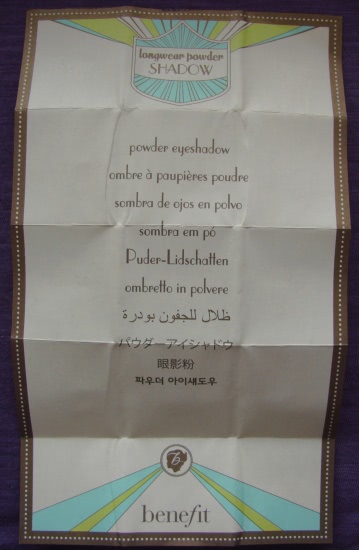 longwear powder
SHADOW
powder eyeshadow
ombre à paupières poudre
sombra de ojos en polvo
sombra em pó
Puder-Lidschatten
ombretto in polvere
ظلال للجفون بودرة
パウダーアイシャドウ
眼影粉
파우더 아이섀도우
benefit